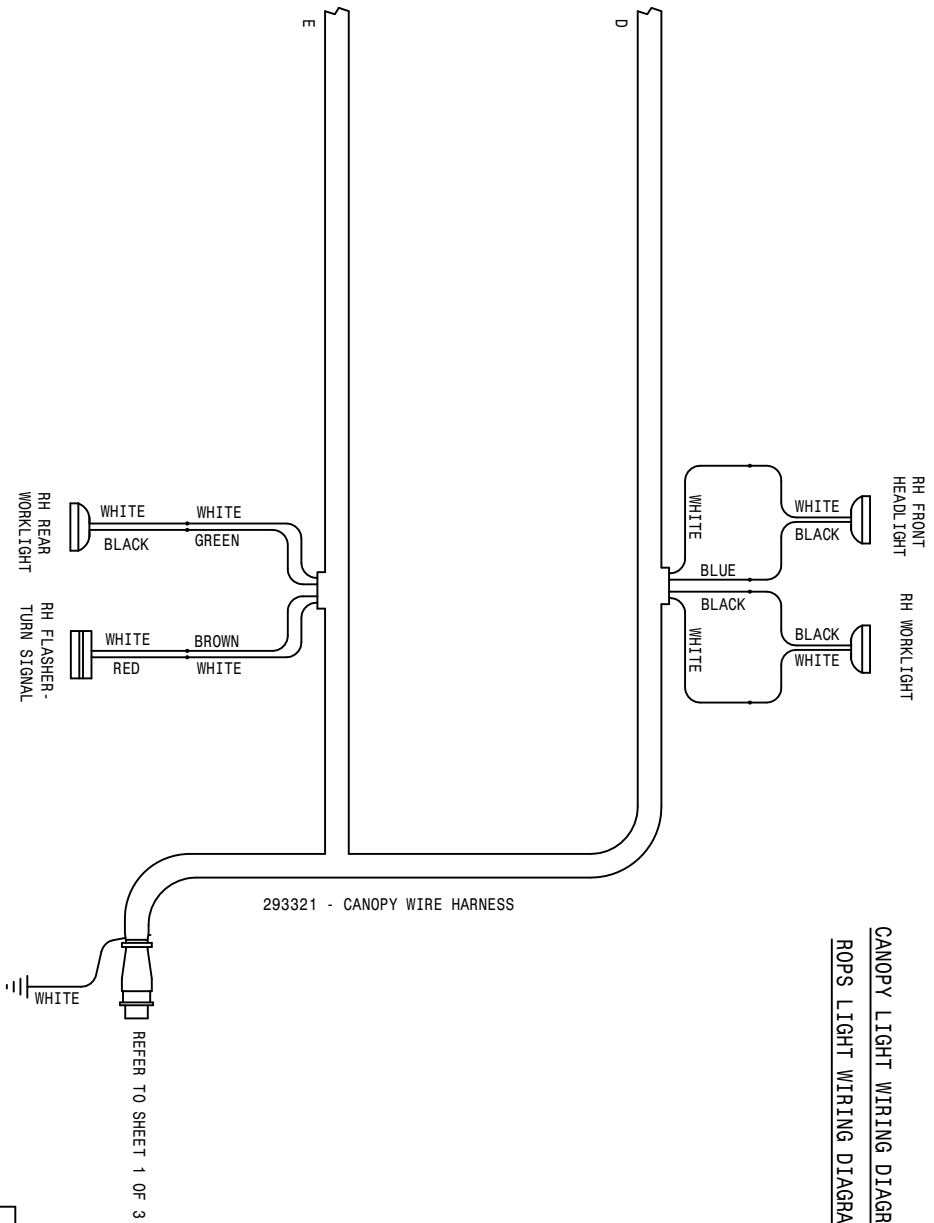 CANOPY LIGHT WIRING DIAGR
ROPS LIGHT WIRING DIAGRA
RH FRONT
HEADLIGHT
RH WORKLIGHT
WHITE
BLACK
BLACK
WHITE
WHITE
BLUE
BLACK
WHITE
D
E
WHITE
WHITE
BLACK
GREEN
RH REAR
WORKLIGHT
WHITE
BROWN
RED
WHITE
RH FLASHER-
TURN SIGNAL
293321 - CANOPY WIRE HARNESS
WHITE
REFER TO SHEET 1 OF 3